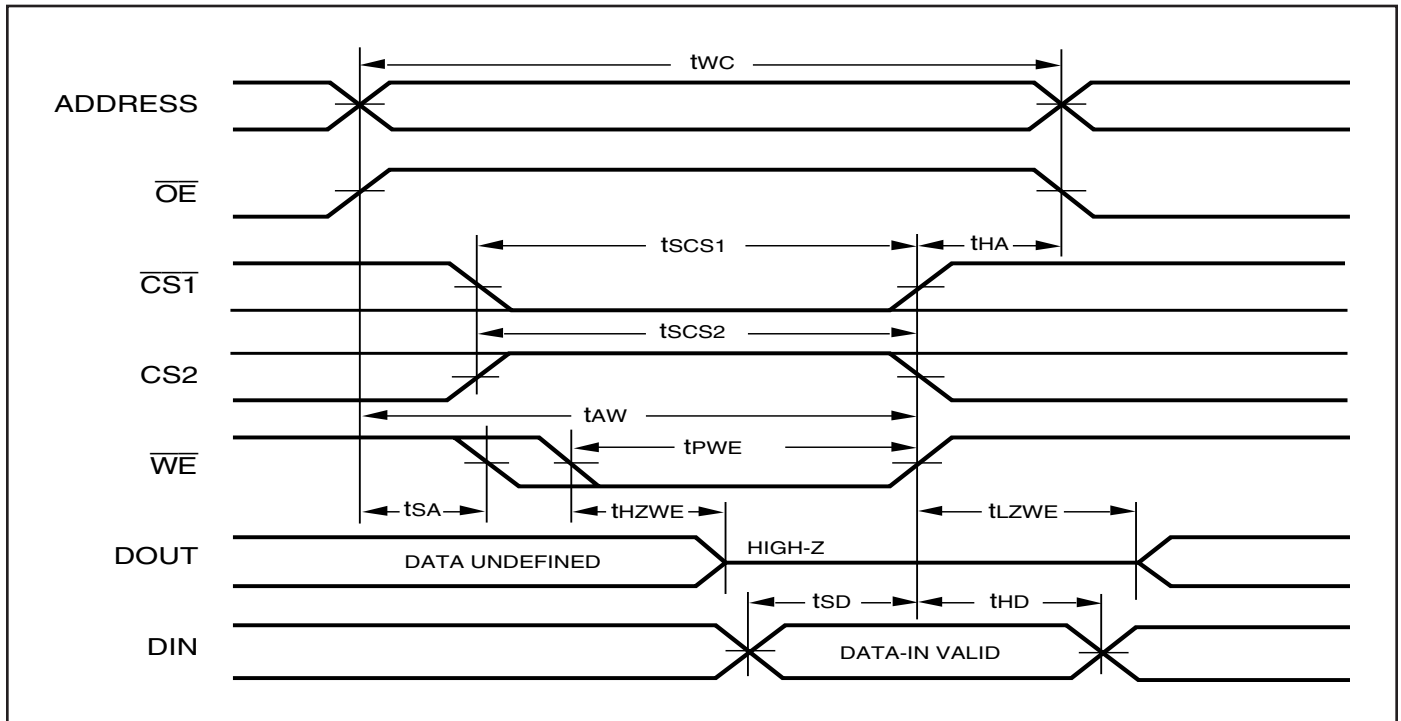 tWC
ADDRESS
OE
tSCS1
tHA
CS1
tSCS2
CS2
tAW
tPWE
WE
tSA
tHZWE
tLZWE
HIGH-Z
DOUT
DATA UNDEFINED
tSD
tHD
DIN
DATA-IN VALID